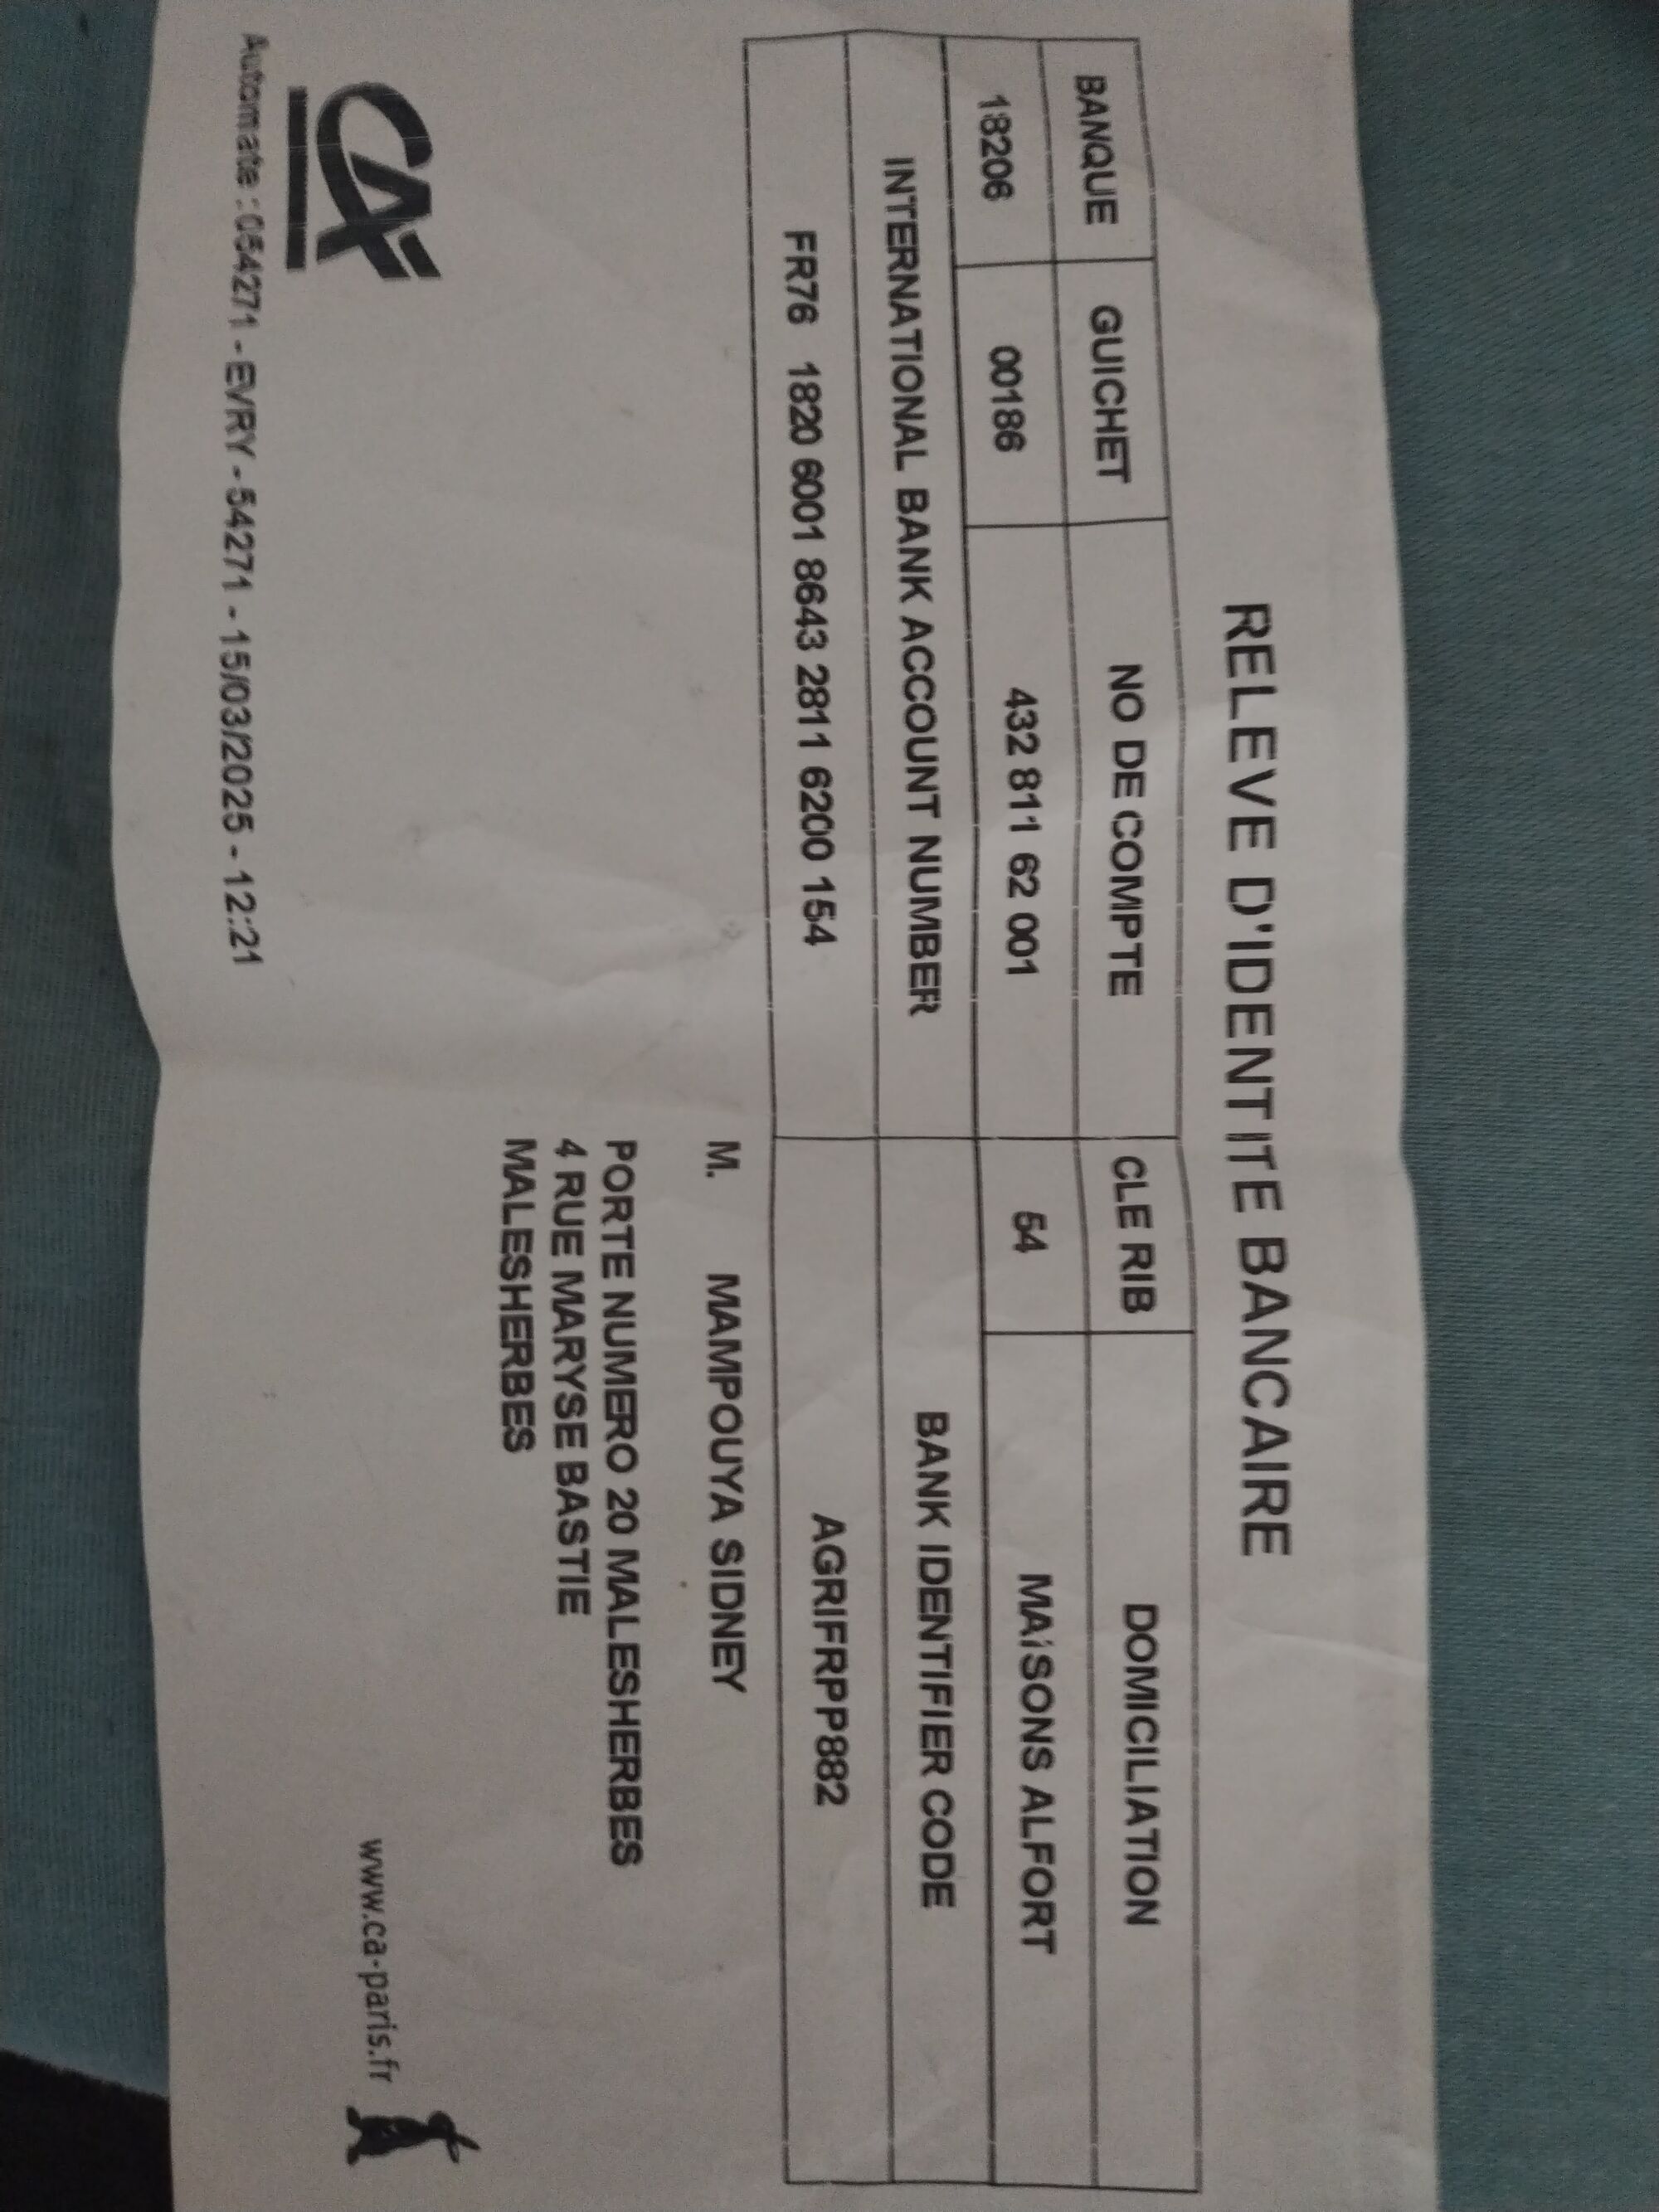 RELEVE D'IDENTITE BANCAIRE
BANQUE GUICHET NO DE COMPTE CLE RIB DOMICILIATION
18206 00186 432 811 62 001 54 MAISONS ALFORT
INTERNATIONAL BANK ACCOUNT NUMBER BANK IDENTIFIER CODE
FR76 1820 6001 8643 2811 6200 154 AGRIFRPP882
M. MAMPOUYA SIDNEY
PORTE NUMERO 20 MALESHERBES
4 RUE MARYSE BASTIE
MALESHERBES
CA
www.ca-paris.fr
Automate : 054271 - EVRY - 54271 - 15/03/2025 - 12:21